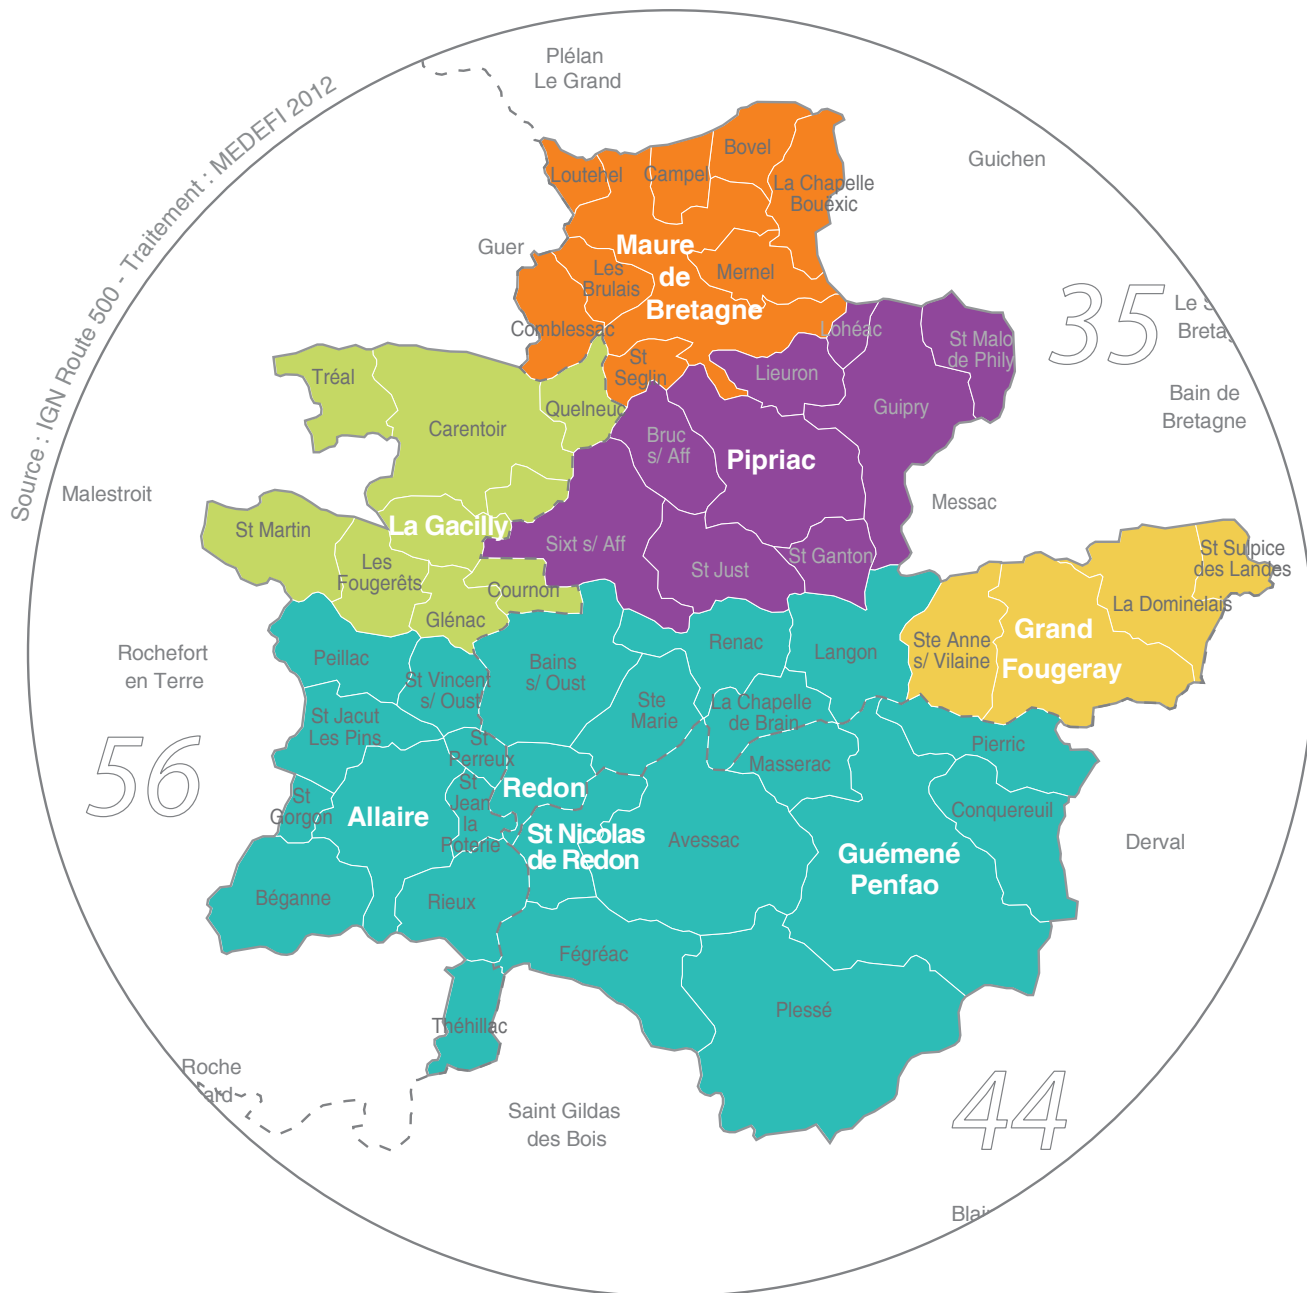 Source : IGN Route 500 - Traitement : MEDEFI 2012
Plélan
Le Grand
Guichen
Bovel
Loutehel
Campel
La Chapelle
Bouëxic
Guer
Maure
de
Bretagne
Les
Brulais
Mernel
Comblessac
St
Seglin
35
Le
Lohéac
St Malo
de Phily
Lieuron
Guipry
Bain de
Bretagne
Tréal
Quelneuc
Carentoir
Bruc
s/ Aff
Pipriac
Malestroit
Messac
St Martin
La Gacilly
Sixt s/ Aff
St Ganton
St Just
Les
Fougerêts
Cournon
Glénac
St Sulpice
des Landes
La Dominelais
Grand
Fougeray
Ste Anne
s/ Vilaine
Rochefort
en Terre
Peillac
St Vincent
s/ Oust
Bains
s/ Oust
Renac
Langon
Ste
Marie
La Chapelle
de Brain
St Jacut
Les Pins
St
Perreux
Masserac
Pierric
56
Redon
St
Gorgon
Allaire
St
Jean
la
Poterie
St Nicolas
de Redon
Avessac
Conquereuil
Guémené
Penfao
Derval
Béganne
Rieux
Fégréac
Plessé
Théhillac
Roche
Saint Gildas
des Bois
44